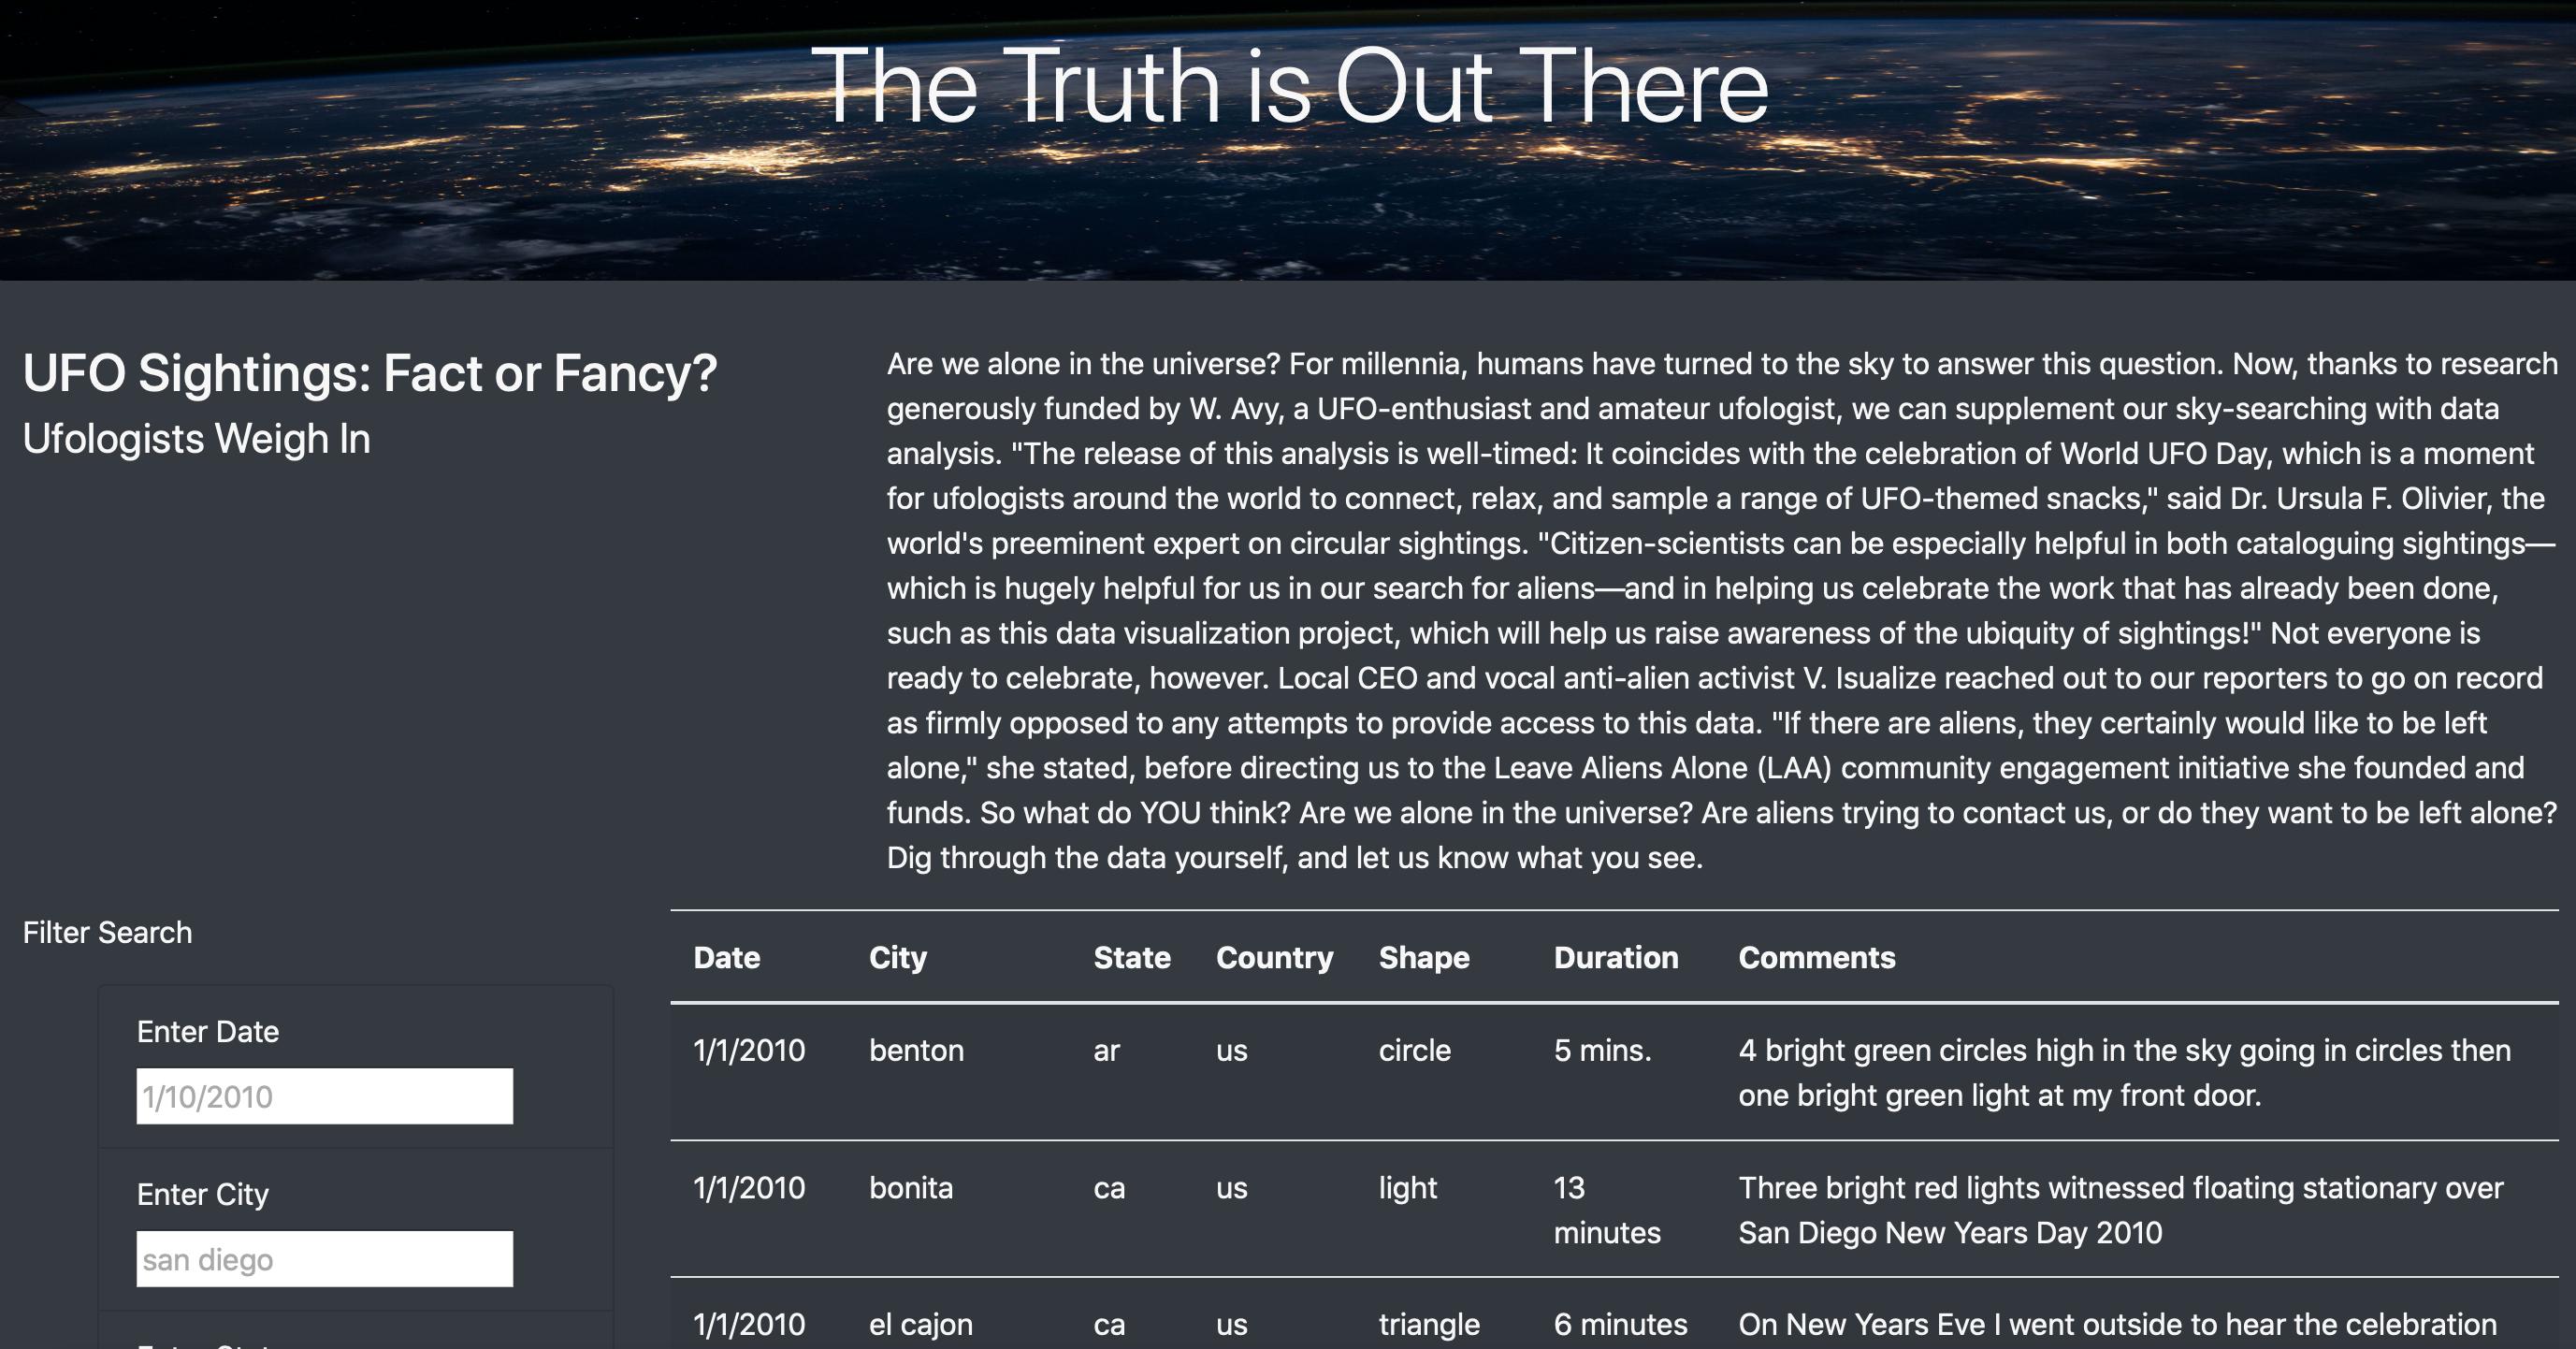 The Truth is Out There
UFO Sightings: Fact or Fancy?
Ufologists Weigh In
Are we alone in the universe? For millennia, humans have turned to the sky to answer this question. Now, thanks to research
generously funded by W. Avy, a UFO-enthusiast and amateur ufologist, we can supplement our sky-searching with data
analysis. "The release of this analysis is well-timed: It coincides with the celebration of World UFO Day, which is a moment
for ufologists around the world to connect, relax, and sample a range of UFO-themed snacks," said Dr. Ursula F. Olivier, the
world's preeminent expert on circular sightings. "Citizen-scientists can be especially helpful in both cataloguing sightings—
which is hugely helpful for us in our search for aliens—and in helping us celebrate the work that has already been done,
such as this data visualization project, which will help us raise awareness of the ubiquity of sightings!" Not everyone is
ready to celebrate, however. Local CEO and vocal anti-alien activist V. Isualize reached out to our reporters to go on record
as firmly opposed to any attempts to provide access to this data. "If there are aliens, they certainly would like to be left
alone," she stated, before directing us to the Leave Aliens Alone (LAA) community engagement initiative she founded and
funds. So what do YOU think? Are we alone in the universe? Are aliens trying to contact us, or do they want to be left alone?
Dig through the data yourself, and let us know what you see.
Filter Search
Enter Date
1/10/2010
Enter City
san diego
Date City State Country Shape Duration Comments
1/1/2010 benton ar us circle 5 mins. 4 bright green circles high in the sky going in circles then
one bright green light at my front door.
1/1/2010 bonita ca us light 13 Three bright red lights witnessed floating stationary over
minutes San Diego New Years Day 2010
1/1/2010 el cajon ca us triangle 6 minutes On New Years Eve I went outside to hear the celebration